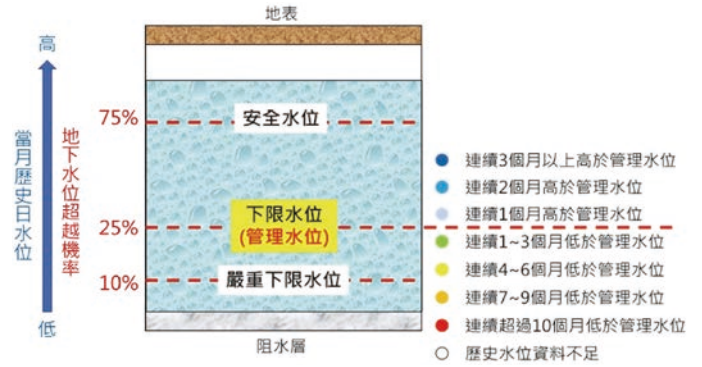 地表
高
當月歷史日水位
地下水位超越機率
低
75%
安全水位
25%
下限水位
(管理水位)
10%
嚴重下限水位
阻水層
連續3個月以上高於管理水位
連續2個月高於管理水位
連續1個月高於管理水位
連續1~3個月低於管理水位
連續4~6個月低於管理水位
連續7~9個月低於管理水位
連續超過10個月低於管理水位
歷史水位資料不足